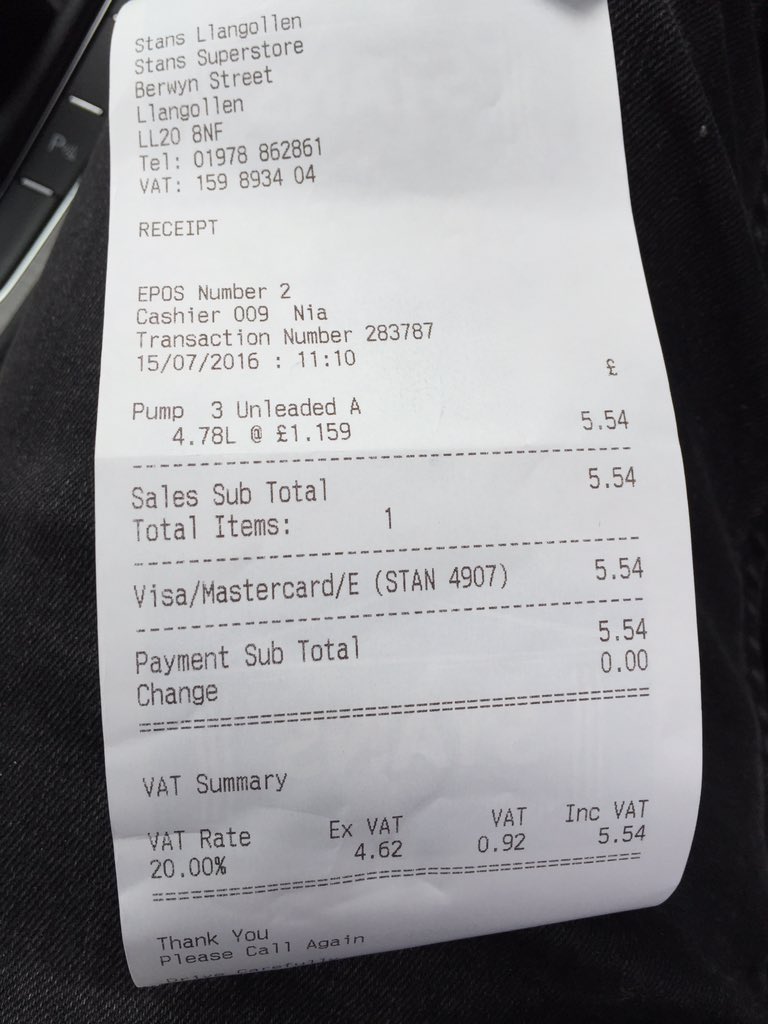 Stans Llangollen
Stans Superstore
Berwyn Street
Llangollen
LL20 8NF
Tel: 01978 862861
VAT: 159 8934 04
RECEIPT
EPOS Number 2
Cashier 009 Nia
Transaction Number 283787
15/07/2016 : 11:10
£
Pump 3 Unleaded A
4.78L @ £1.159 5.54
Sales Sub Total 5.54
Total Items: 1
Visa/Mastercard/E (STAN 4907) 5.54
Payment Sub Total 5.54
Change 0.00
VAT Summary
VAT Rate Ex VAT VAT Inc VAT
20.00% 4.62 0.92 5.54
Thank You
Please Call Again
Drive Carefully